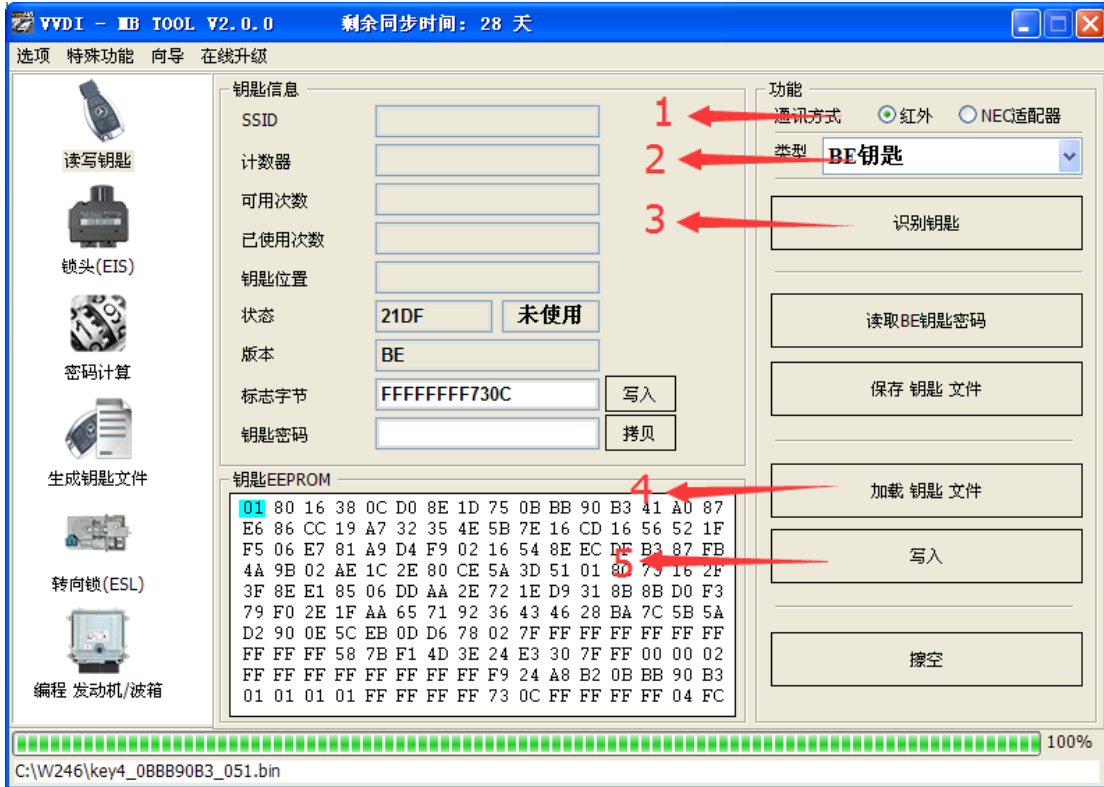 VVDI - MB TOOL V2.0.0 剩余同步时间: 28 天
选项 特殊功能 向导 在线升级
读写钥匙
锁头(EIS)
密码计算
生成钥匙文件
转向锁(ESL)
编程 发动机/波箱
钥匙信息
SSID
计数器
可用次数
已使用次数
钥匙位置
状态 21DF 未使用
版本 BE
标志字节 FFFFFFFF730C 写入
钥匙密码 拷贝
钥匙EEPROM
01 80 16 38 0C D0 8E 1D 75 0B BB 90 B3 41 A0 87
E6 86 CC 19 A7 32 35 4E 5B 7E 16 CD 16 56 52 1F
F5 06 E7 81 A9 D4 F9 02 16 54 8E EC DF B3 87 FB
4A 9B 02 AE 1C 2E 80 CE 5A 3D 51 01 80 79 16 2F
3F 8E E1 85 06 DD AA 2E 72 1E D9 31 8B 8B D0 F3
79 F0 2E 1F AA 65 71 92 36 43 46 28 BA 7C 5B 5A
D2 90 0E 5C EB 0D D6 78 02 7F FF FF FF FF FF FF
FF FF FF 58 7B F1 4D 3E 24 E3 30 7F FF 00 00 02
FF FF FF FF FF FF FF FF F9 24 A8 B2 0B BB 90 B3
01 01 01 01 FF FF FF FF 73 0C FF FF FF FF 04 FC
功能
1 通讯方式 红外 NEC适配器
2 类型 BE钥匙
3 识别钥匙
读取BE钥匙密码
保存 钥匙 文件
4 加载 钥匙 文件
5 写入
擦空
100%
C:\W246\key4_0BBB90B3_051.bin